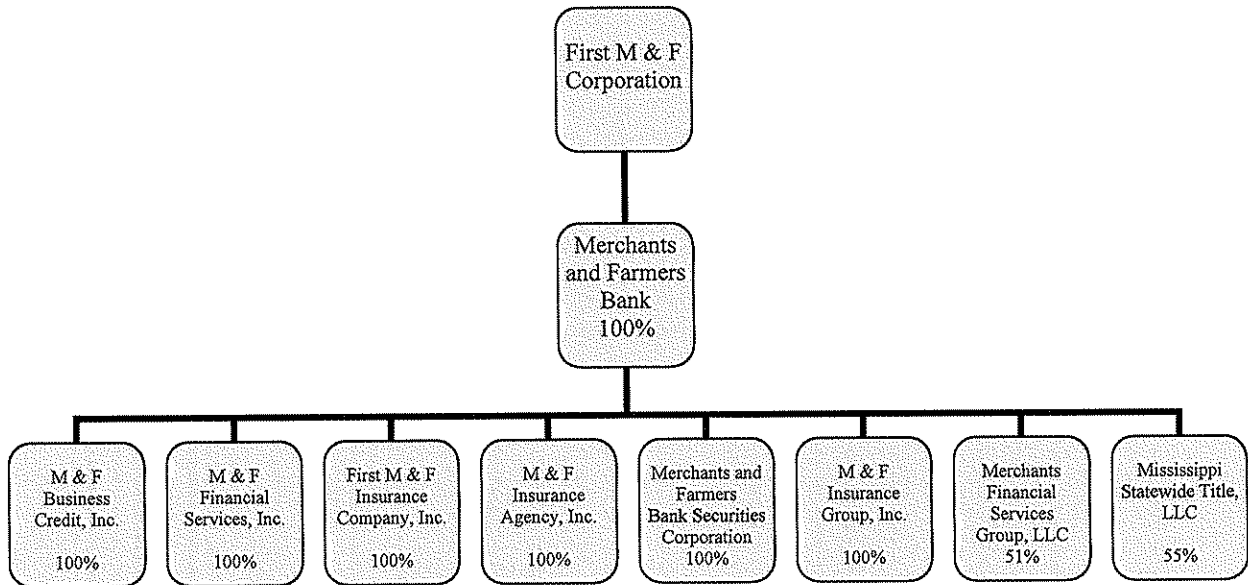 First M & F
Corporation
Merchants
and Farmers
Bank
100%
M & F
Business
Credit, Inc.
100%
M & F
Financial
Services, Inc.
100%
First M & F
Insurance
Company, Inc.
100%
M & F
Insurance
Agency, Inc.
100%
Merchants and
Farmers
Bank Securities
Corporation
100%
M & F
Insurance
Group, Inc.
100%
Merchants
Financial
Services
Group, LLC
51%
Mississippi
Statewide Title,
LLC
55%